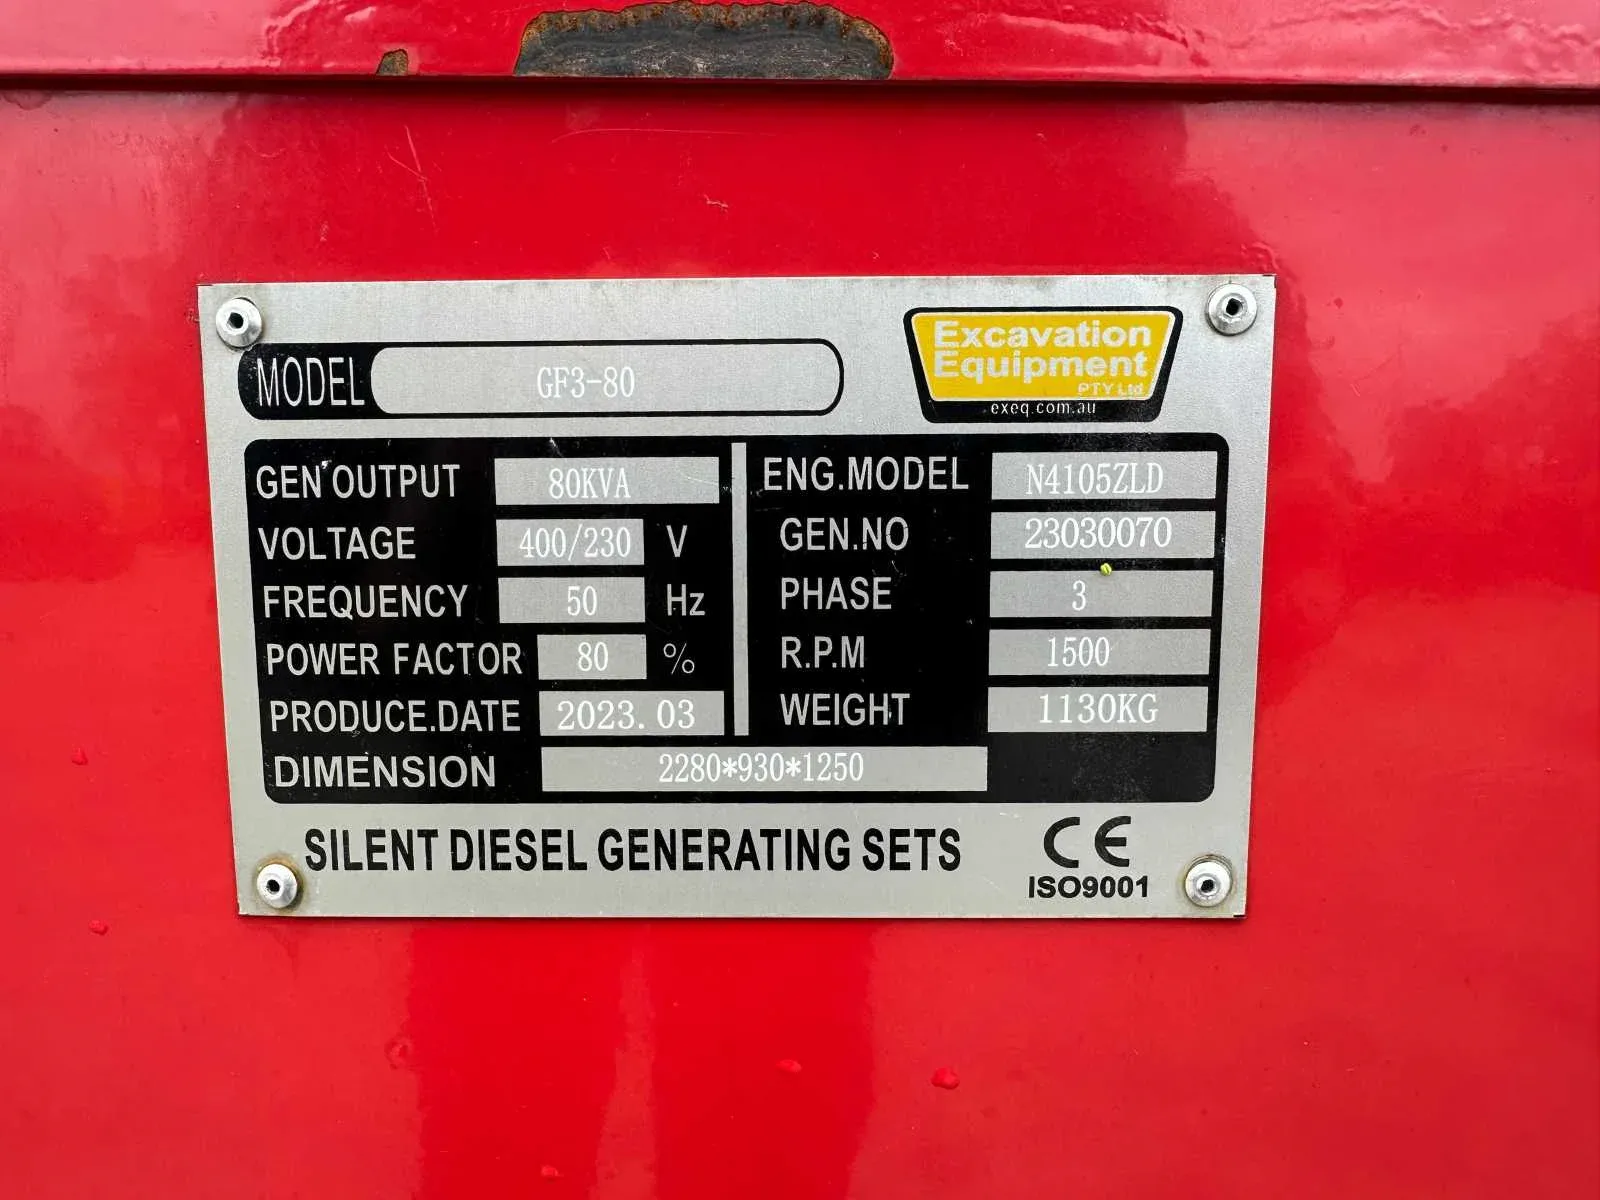 MODEL GF3-80
Excavation
Equipment
PTY Ltd
exeq.com.au
GEN OUTPUT 80KVA
VOLTAGE 400/230 V
FREQUENCY 50 Hz
POWER FACTOR 80 %
PRODUCE.DATE 2023.03
DIMENSION 2280*930*1250
ENG.MODEL N4105ZLD
GEN.NO 23030070
PHASE 3
R.P.M 1500
WEIGHT 1130KG
SILENT DIESEL GENERATING SETS
CE
ISO9001